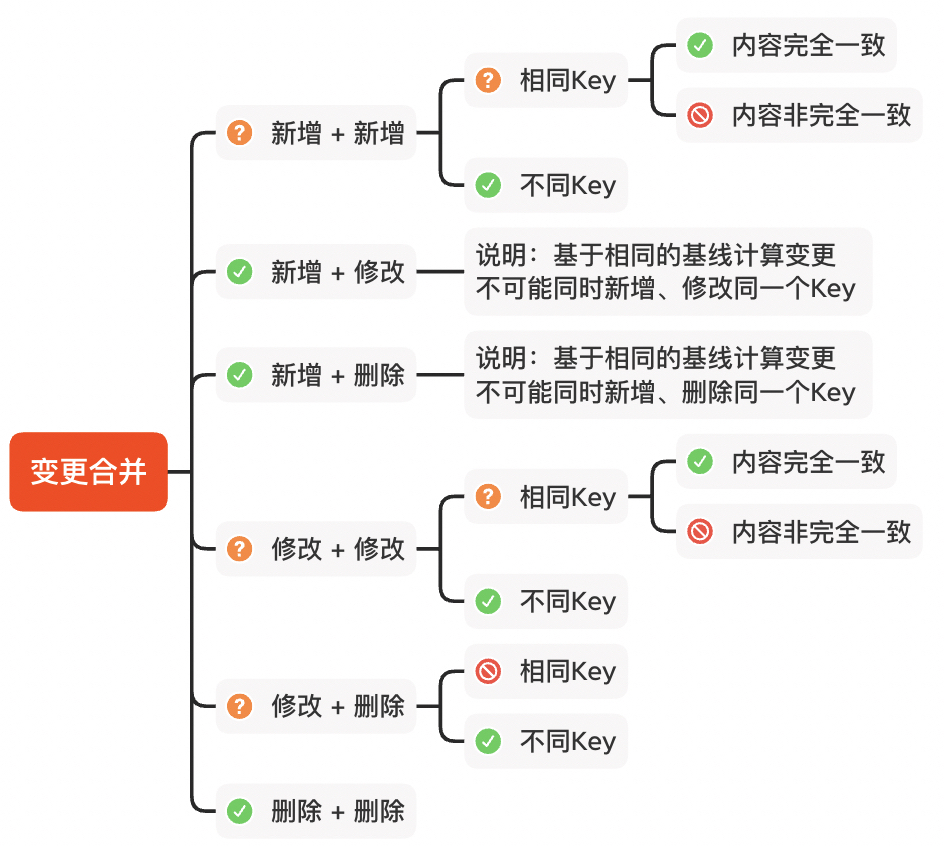 变更合并
新增 + 新增
相同Key
内容完全一致
内容非完全一致
不同Key
新增 + 修改
说明：基于相同的基线计算变更
不可能同时新增、修改同一个Key
新增 + 删除
说明：基于相同的基线计算变更
不可能同时新增、删除同一个Key
修改 + 修改
相同Key
内容完全一致
内容非完全一致
不同Key
修改 + 删除
相同Key
不同Key
删除 + 删除